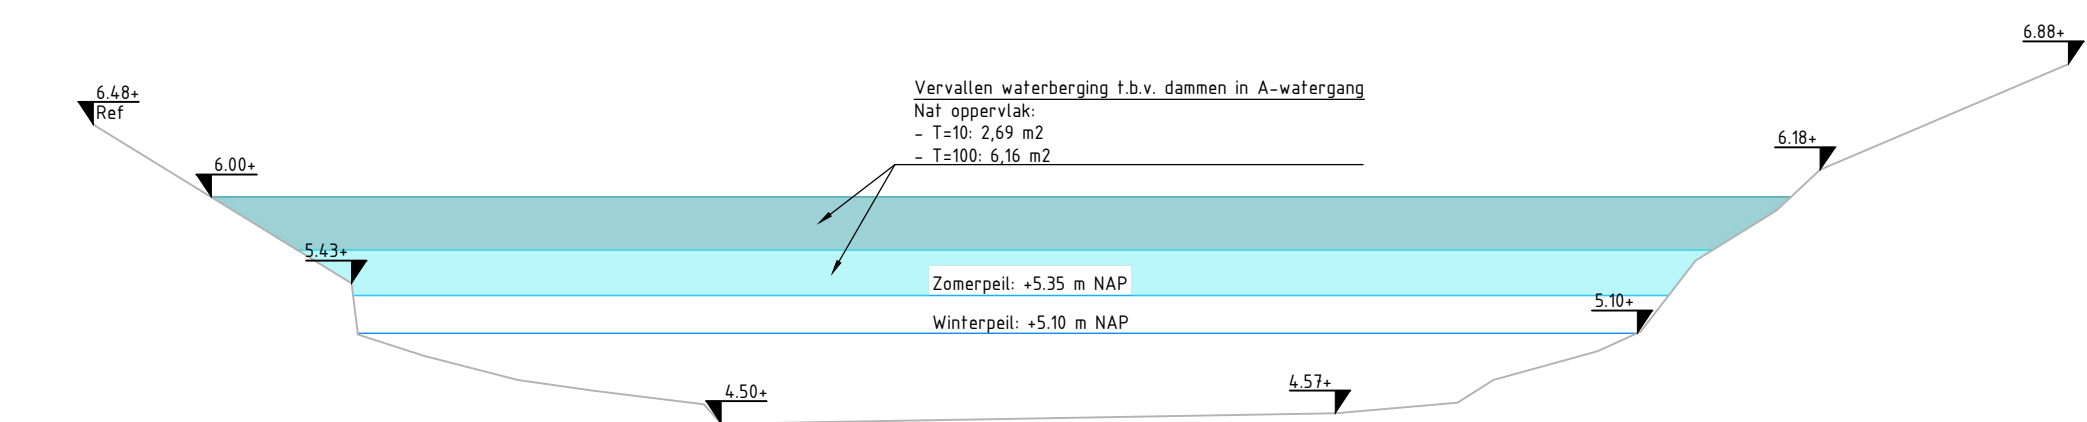 6.88+
6.48+
Ref
Vervallen waterberging t.b.v. dammen in A-watergang
Nat oppervlak:
- T=10: 2,69 m2
- T=100: 6,16 m2
6.18+
6.00+
5.43+
Zomerpeil: +5.35 m NAP
5.10+
Winterpeil: +5.10 m NAP
4.57+
4.50+